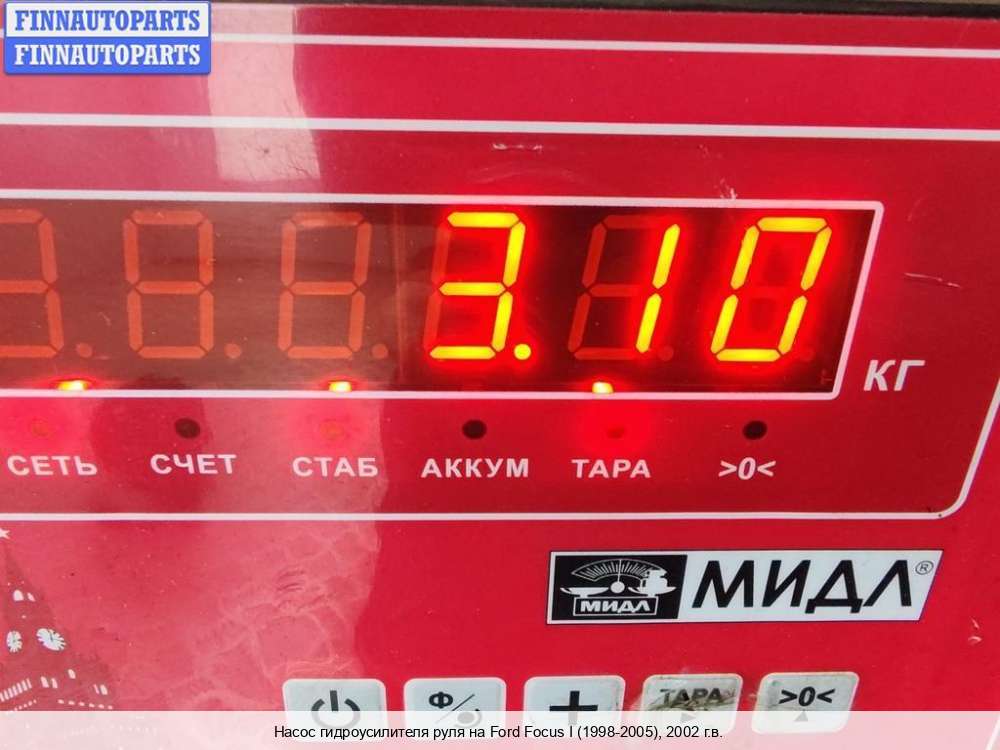 FINNAUTOPARTS
FINNAUTOPARTS
3.10
КГ
СЕТЬ СЧЕТ СТАБ АККУМ ТАРА >0<
МИДЛ МИДЛ®
Ф/ + ТАРА >0<
Насос гидроусилителя руля на Ford Focus I (1998-2005), 2002 г.в.